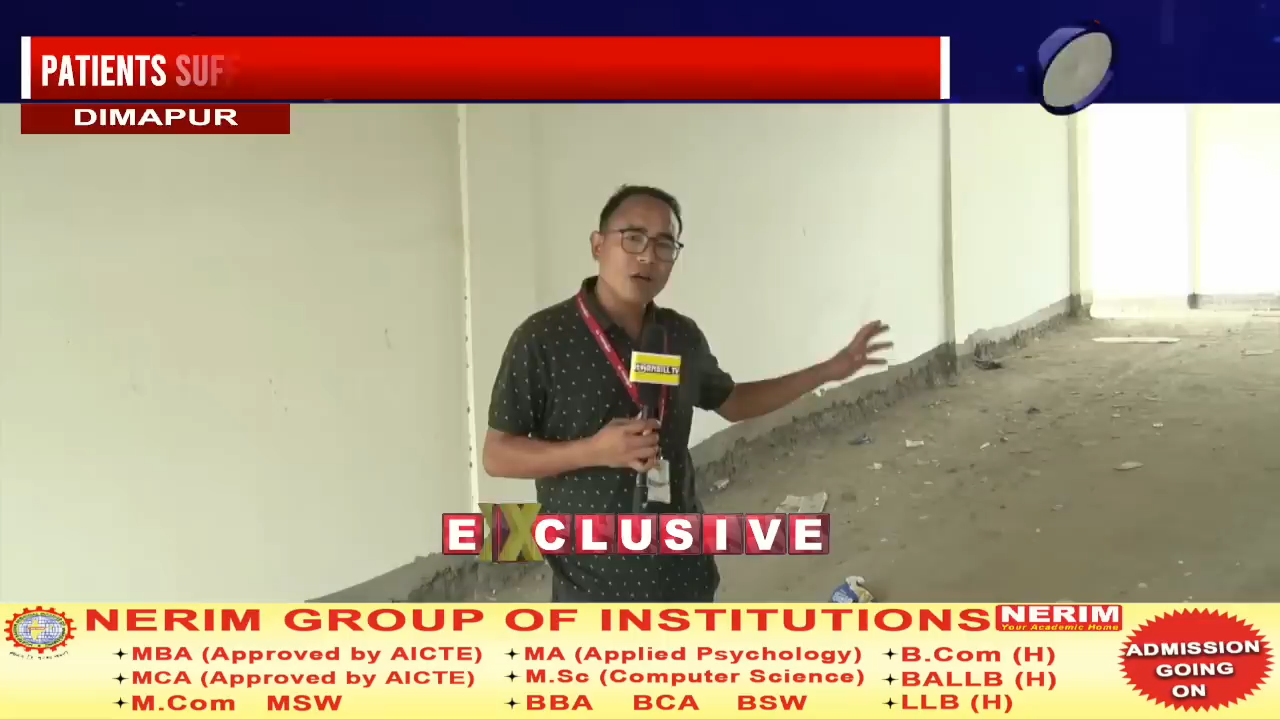 PATIENTS SUFF
DIMAPUR
EXCLUSIVE
NERIM GROUP OF INSTITUTIONS
NERIM
Your Academic Home
MBA (Approved by AICTE)
MA (Applied Psychology)
B.Com (H)
MCA (Approved by AICTE)
M.Sc (Computer Science)
BALLB (H)
M.Com MSW
BBA BCA BSW
LLB (H)
ADMISSION
GOING
ON